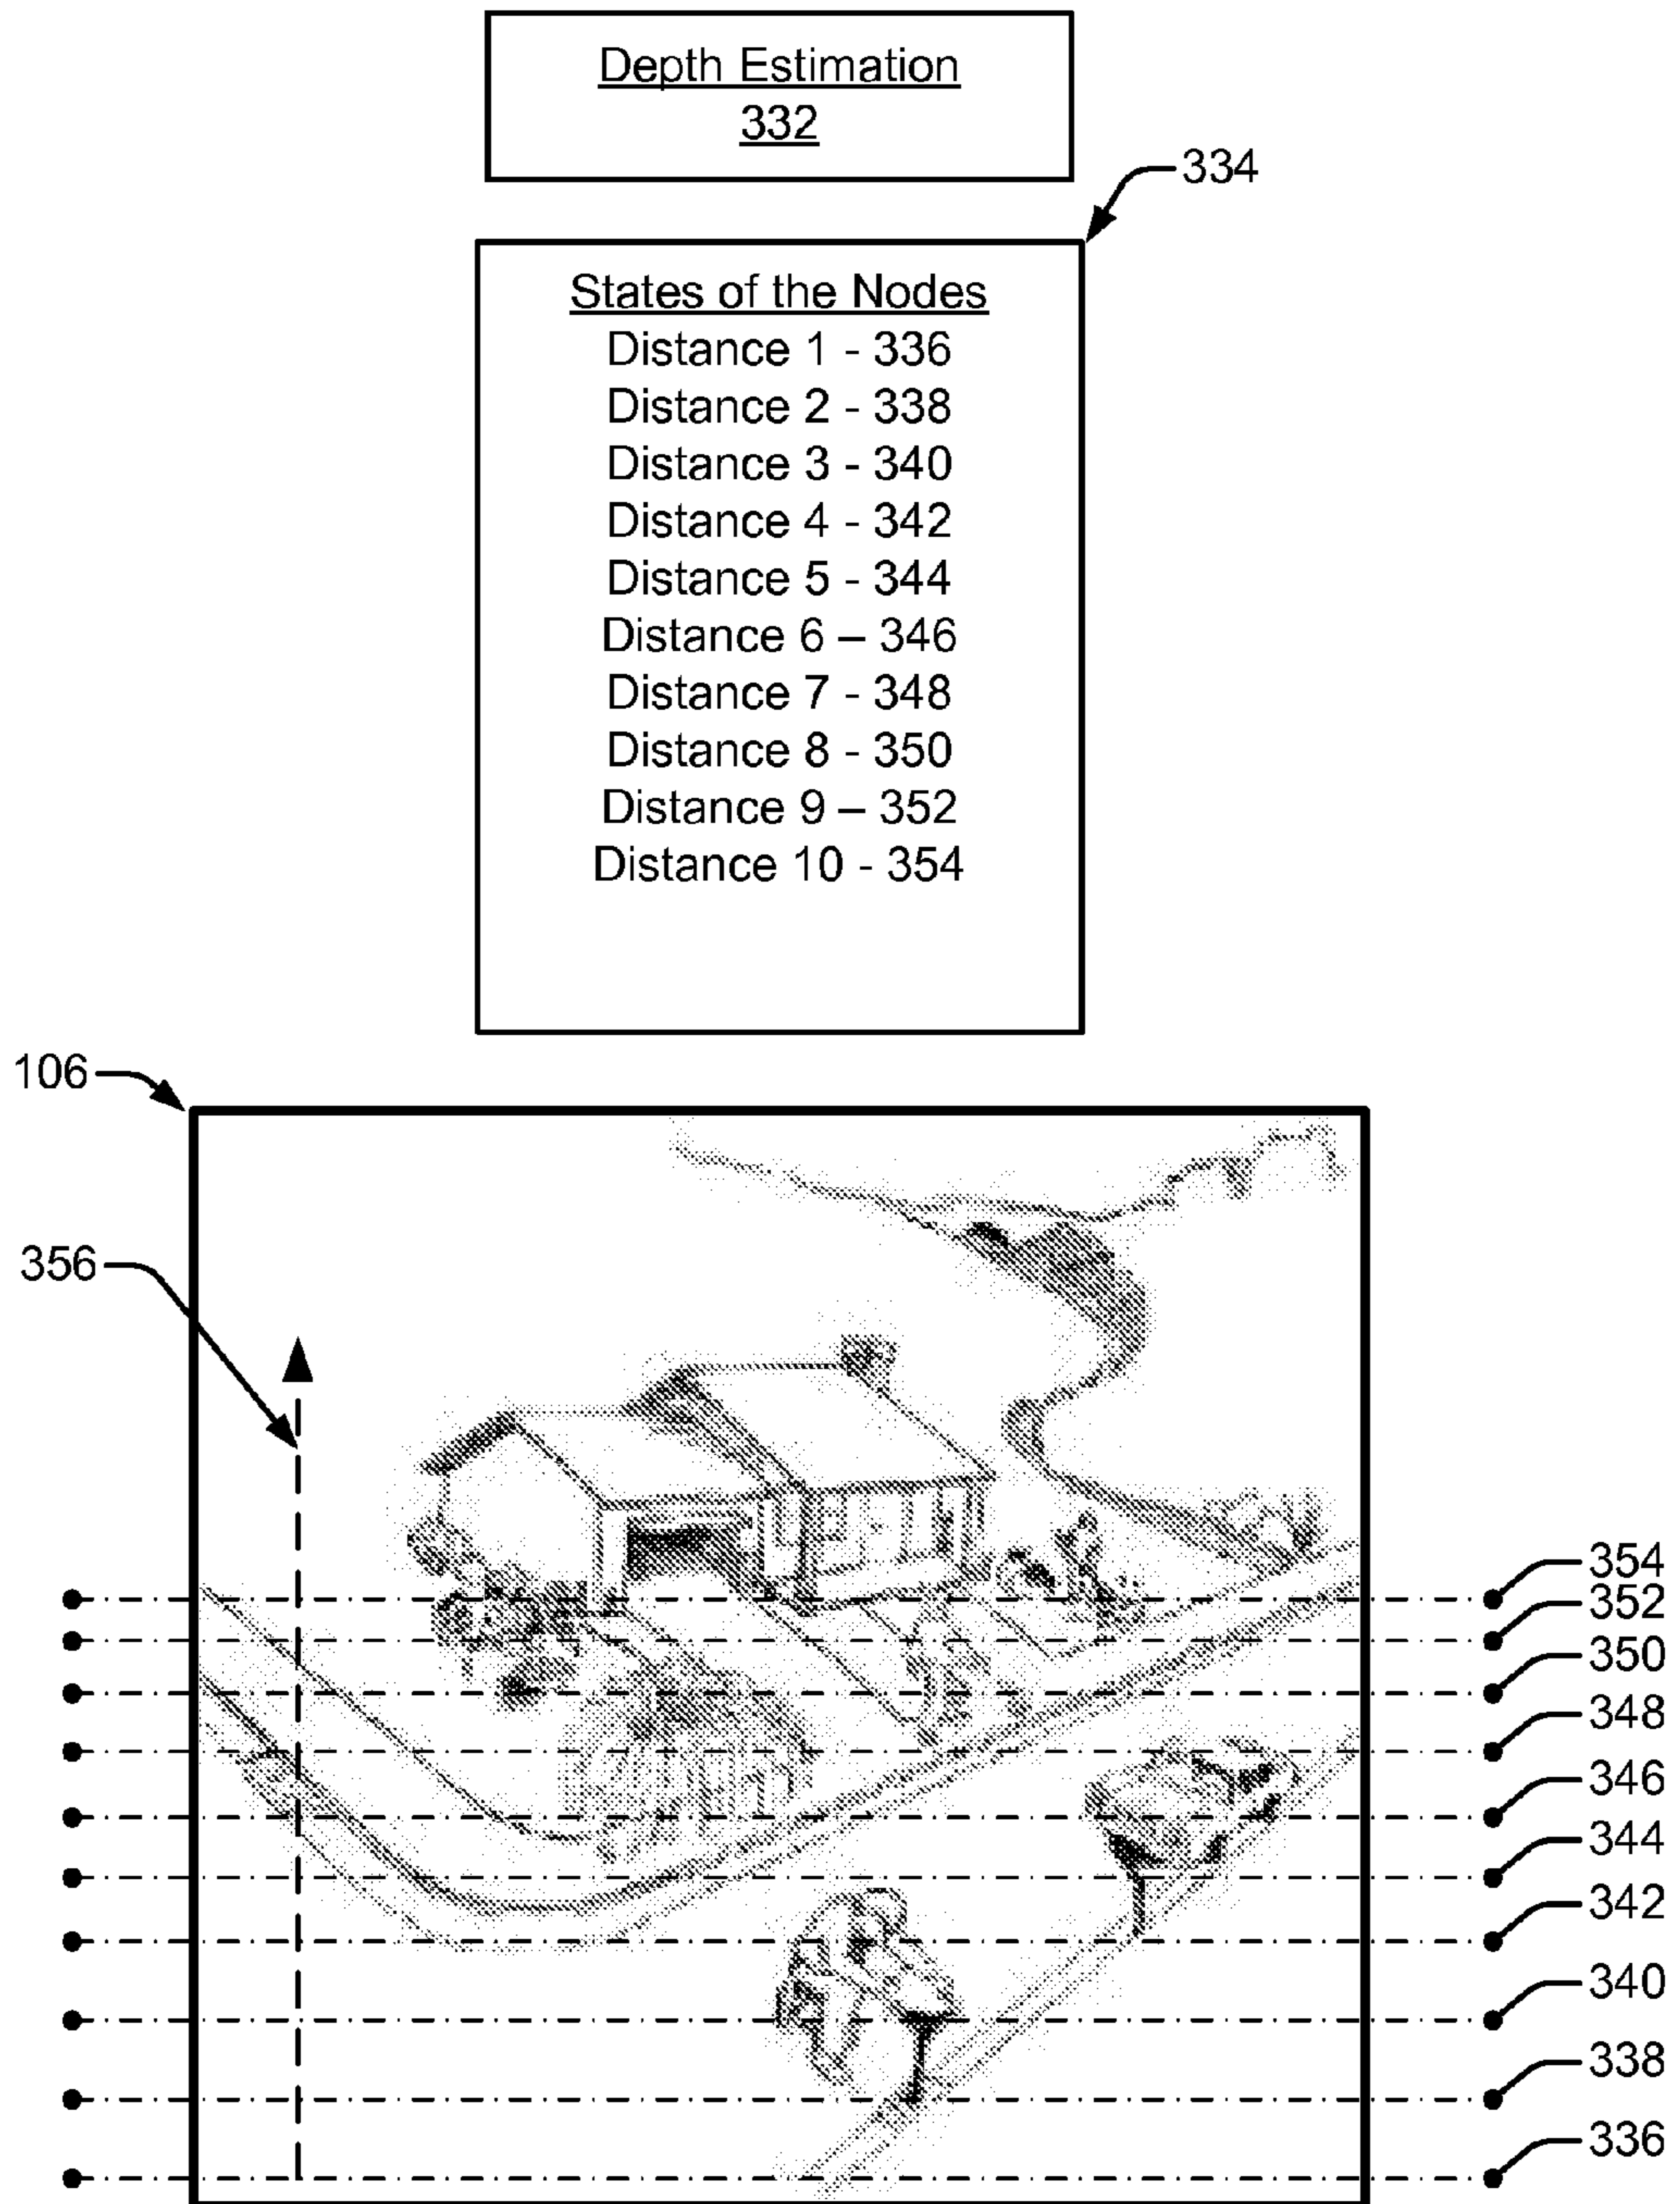 Depth Estimation
332
334
States of the Nodes
Distance 1 - 336
Distance 2 - 338
Distance 3 - 340
Distance 4 - 342
Distance 5 - 344
Distance 6 – 346
Distance 7 - 348
Distance 8 - 350
Distance 9 – 352
Distance 10 - 354
106
356
354
352
350
348
346
344
342
340
338
336